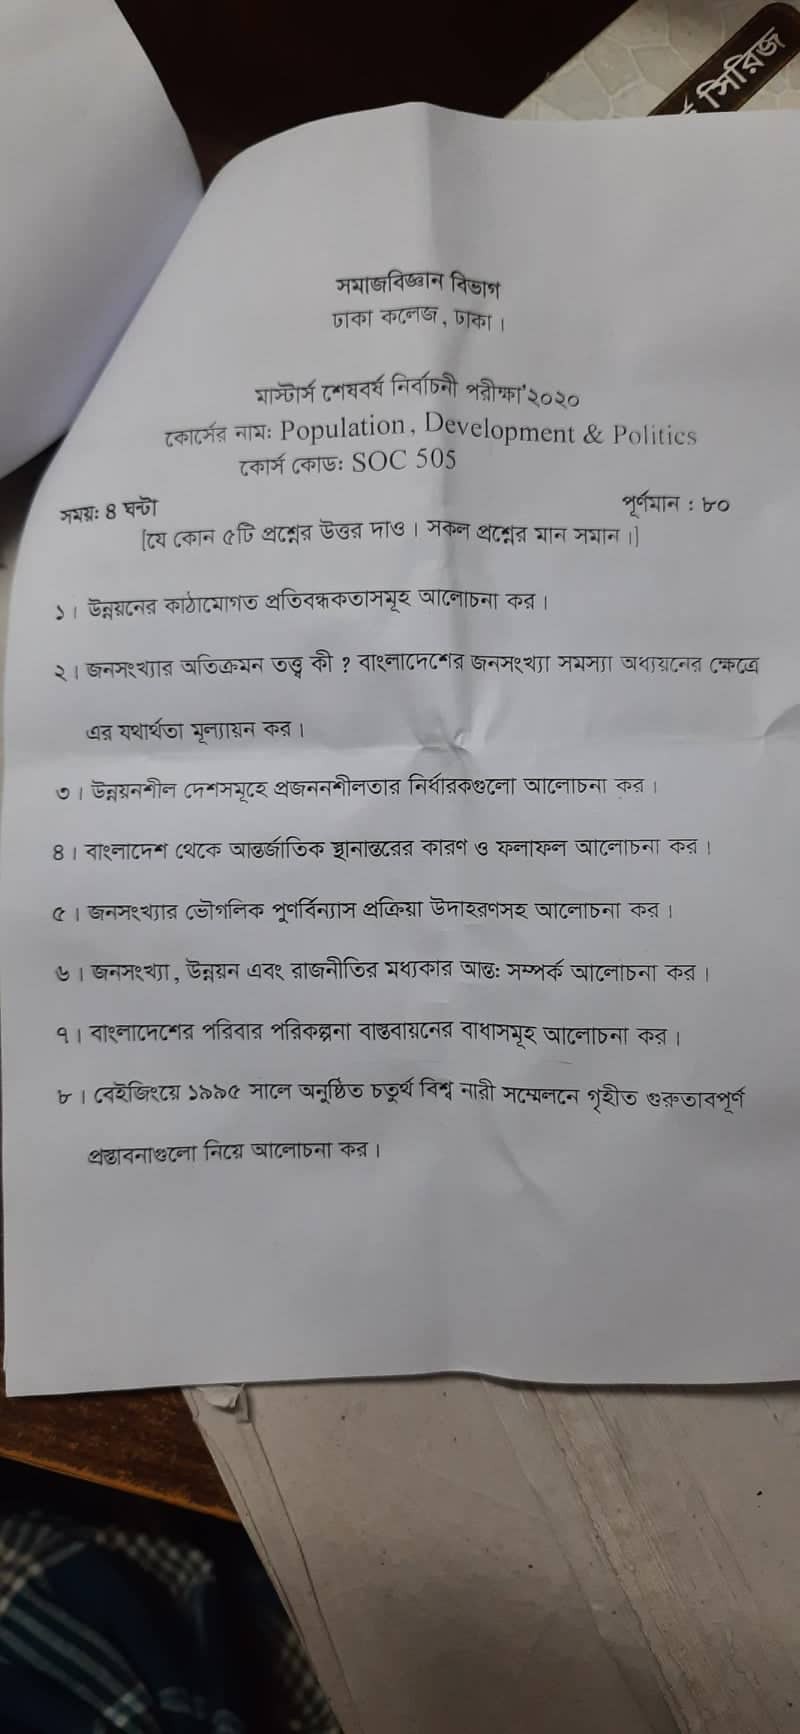 র্স সিরিজ
সমাজবিজ্ঞান বিভাগ
ঢাকা কলেজ, ঢাকা।
মাস্টার্স শেষবর্ষ নির্বাচনী পরীক্ষা'২০২০
কোর্সের নাম: Population, Development & Politics
কোর্স কোড: SOC 505
সময়: ৪ ঘন্টা
পূর্ণমান : ৮০
[যে কোন ৫টি প্রশ্নের উত্তর দাও। সকল প্রশ্নের মান সমান।]
১। উন্নয়নের কাঠামোগত প্রতিবন্ধকতাসমূহ আলোচনা কর।
২। জনসংখ্যার অতিক্রমন তত্ত্ব কী ? বাংলাদেশের জনসংখ্যা সমস্যা অধ্যয়নের ক্ষেত্রে
এর যথার্থতা মূল্যায়ন কর।
৩। উন্নয়নশীল দেশসমূহে প্রজননশীলতার নির্ধারকগুলো আলোচনা কর।
৪। বাংলাদেশ থেকে আন্তর্জাতিক স্থানান্তরের কারণ ও ফলাফল আলোচনা কর।
৫। জনসংখ্যার ভৌগলিক পুণর্বিন্যাস প্রক্রিয়া উদাহরণসহ আলোচনা কর।
৬। জনসংখ্যা, উন্নয়ন এবং রাজনীতির মধ্যকার আন্ত: সম্পর্ক আলোচনা কর।
৭। বাংলাদেশের পরিবার পরিকল্পনা বাস্তবায়নের বাধাসমূহ আলোচনা কর।
৮। বেইজিংয়ে ১৯৯৫ সালে অনুষ্ঠিত চতুর্থ বিশ্ব নারী সম্মেলনে গৃহীত গুরুতাবপূর্ণ
প্রস্তাবনাগুলো নিয়ে আলোচনা কর।